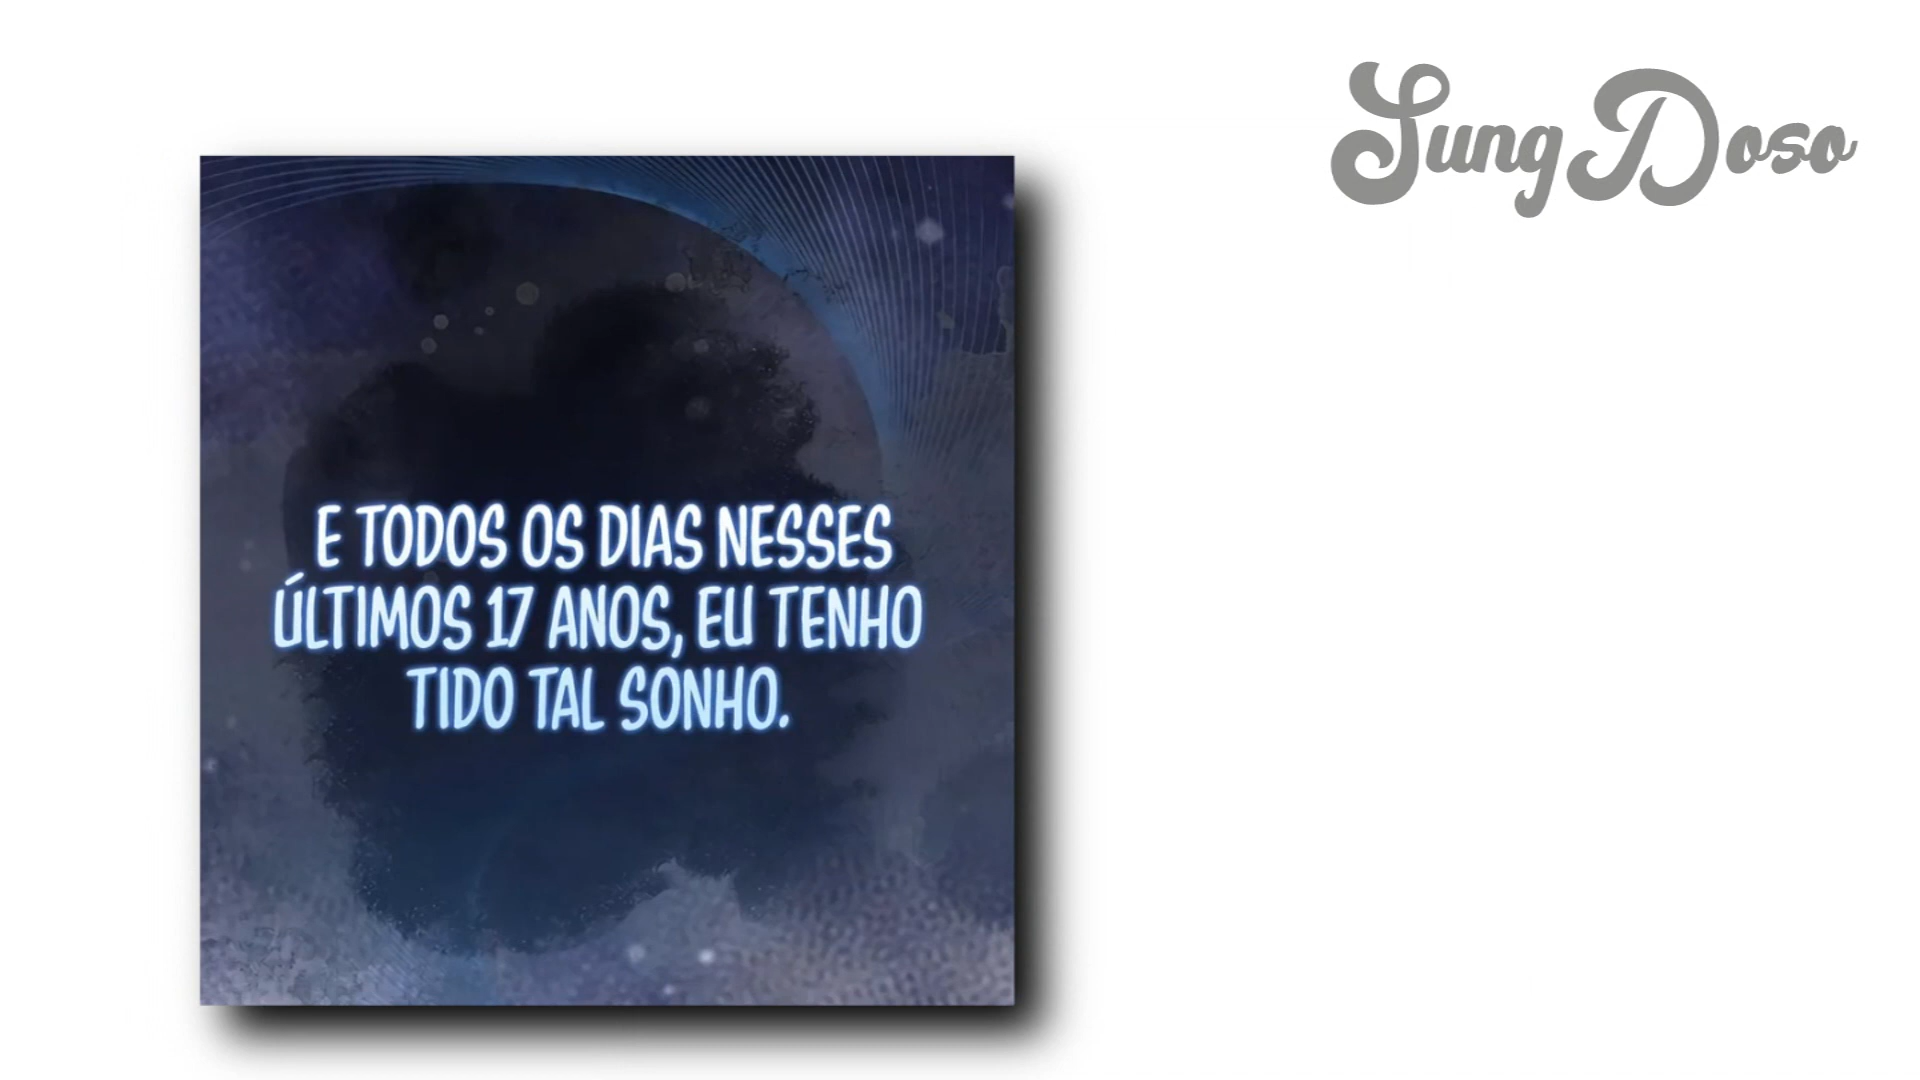 SungDoso
E TODOS OS DIAS NESSES
ÚLTIMOS 17 ANOS, EU TENHO
TIDO TAL SONHO.